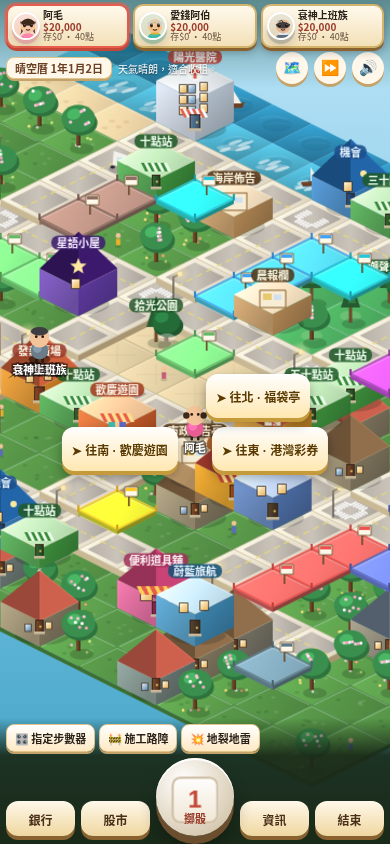 阿毛
$20,000
存$0 · 40點
愛錢阿伯
$20,000
存$0 · 40點
衰神上班族
$20,000
存$0 · 40點
晴空曆 1年1月2日
天氣晴朗，適合收租。
陽光醫院
十點站
機會
三十
海岸佈告
星語小屋
晨報欄
拾光公園
衰神上班族
十點站
歡慶遊園
十點站
➤ 往北 · 福袋亭
➤ 往南 · 歡慶遊園
➤ 往東 · 港灣彩券
阿毛
會
十點站
便利道具舖
蔚藍旅航
指定步數器
施工路障
地裂地雷
銀行
股市
1
擲骰
資訊
結束